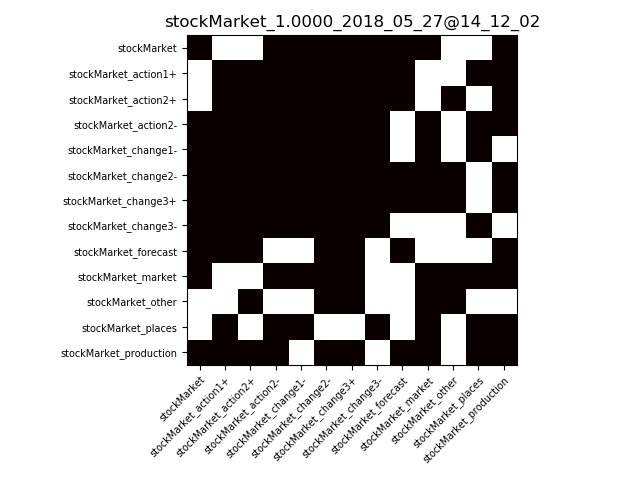 stockMarket_1.0000_2018_05_27@14_12_02
stockMarket
stockMarket_action1+
stockMarket_action2+
stockMarket_action2-
stockMarket_change1-
stockMarket_change2-
stockMarket_change3+
stockMarket_change3-
stockMarket_forecast
stockMarket_market
stockMarket_other
stockMarket_places
stockMarket_production
stockMarket
stockMarket_action1+
stockMarket_action2+
stockMarket_action2-
stockMarket_change1-
stockMarket_change2-
stockMarket_change3+
stockMarket_change3-
stockMarket_forecast
stockMarket_market
stockMarket_other
stockMarket_places
stockMarket_production